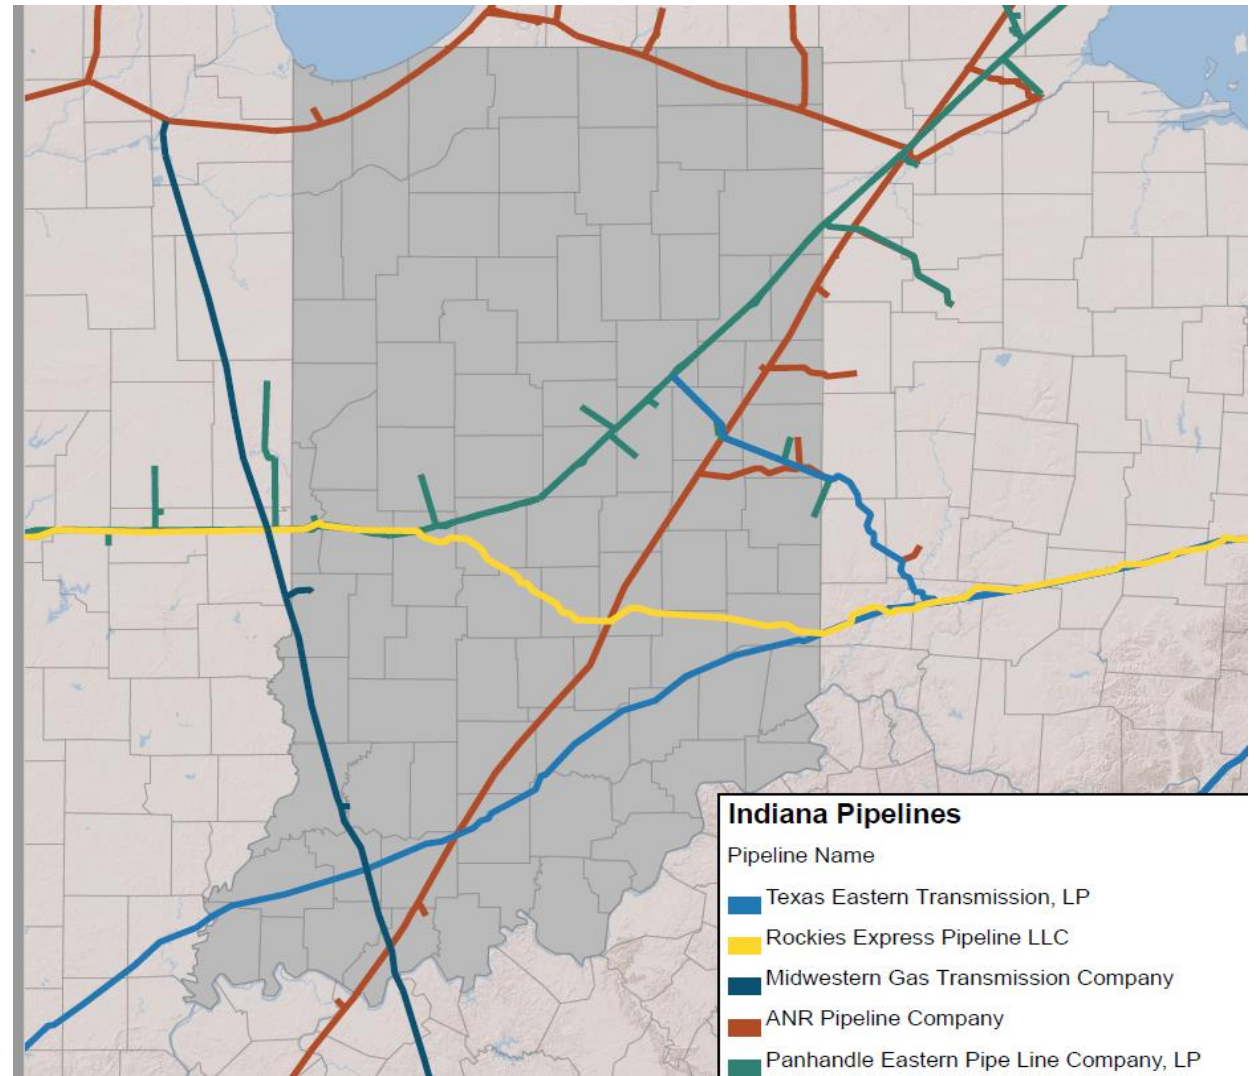 Indiana Pipelines
Pipeline Name
Texas Eastern Transmission, LP
Rockies Express Pipeline LLC
Midwestern Gas Transmission Company
ANR Pipeline Company
Panhandle Eastern Pipe Line Company, LP